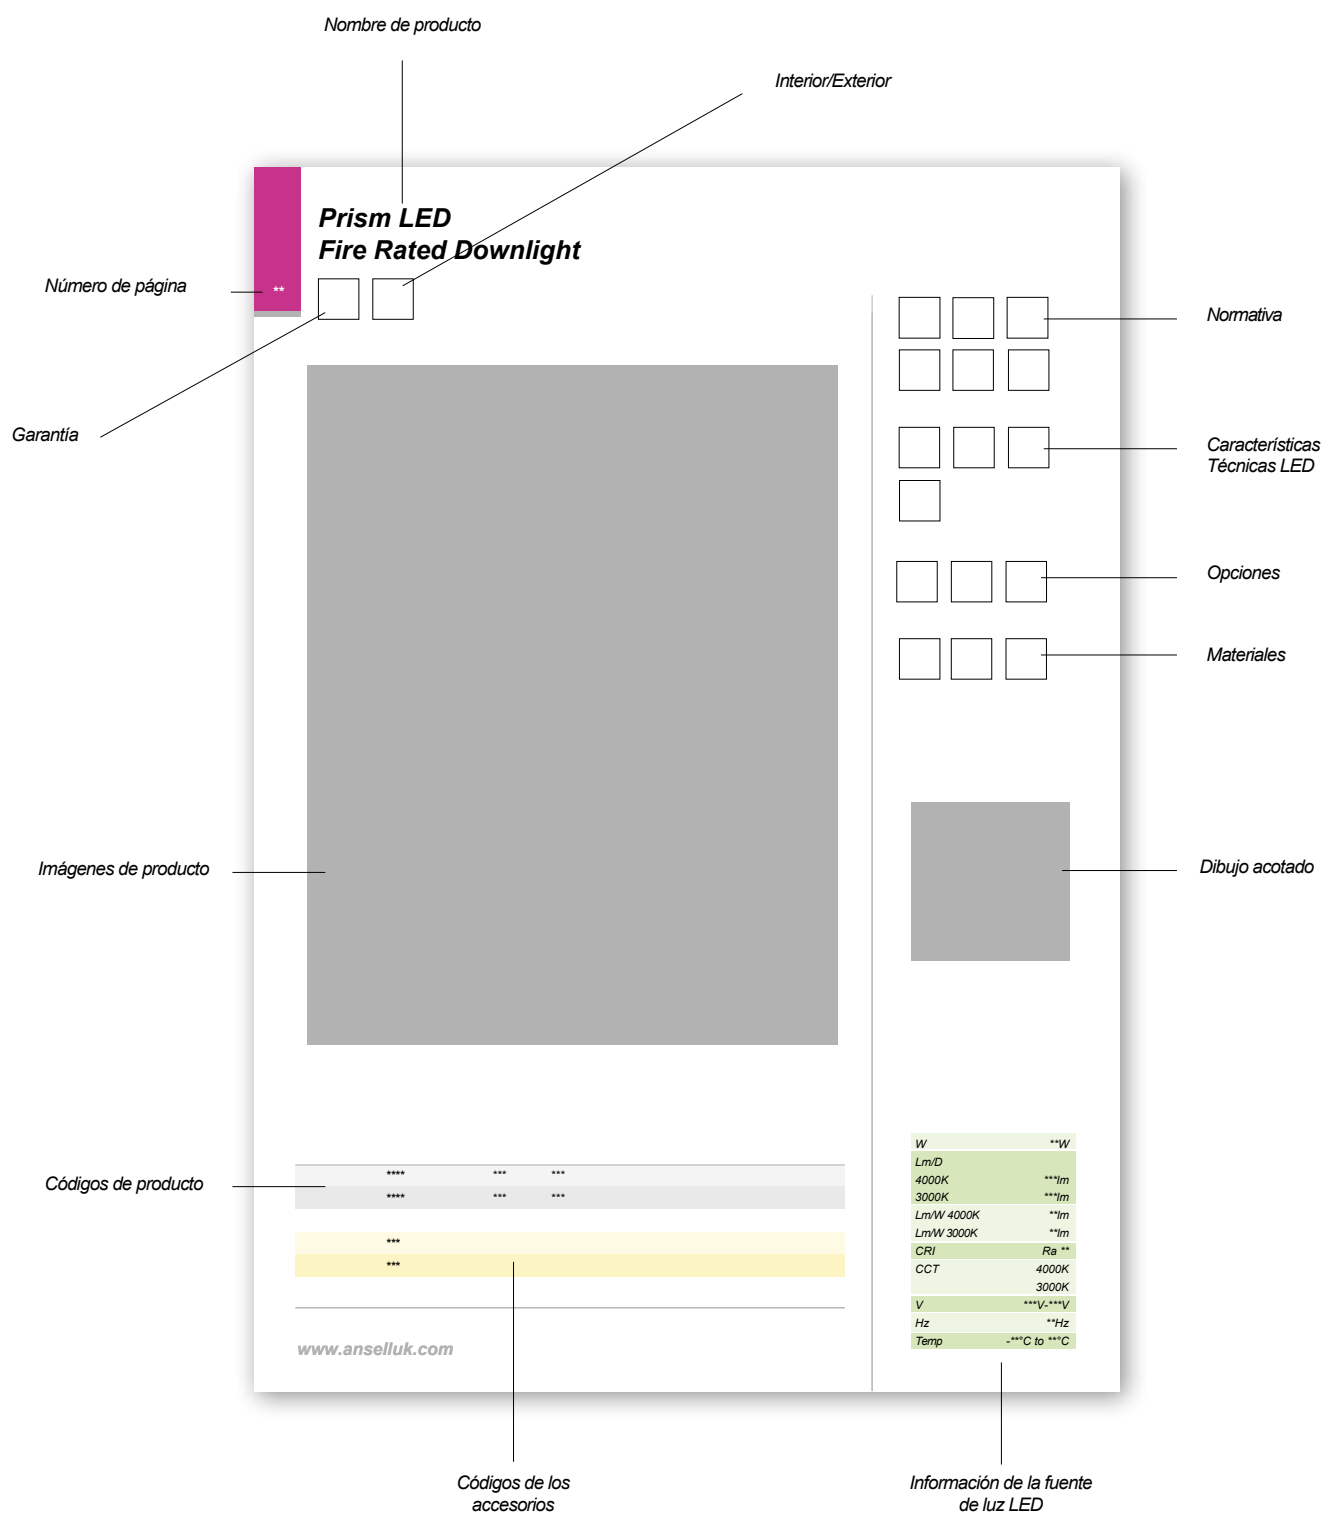 Nombre de producto
Interior/Exterior
Prism LED
Fire Rated Downlight
Número de página
**
Normativa
Garantía
Características
Técnicas LED
Opciones
Materiales
Imágenes de producto
Dibujo acotado
W **W
Lm/D
4000K ***lm
3000K ***lm
Lm/W 4000K **lm
Lm/W 3000K **lm
CRI Ra **
CCT 4000K
3000K
V ***V-***V
Hz **Hz
Temp -**°C to **°C
Códigos de producto
**** *** ***
**** *** ***
***
***
www.anselluk.com
Códigos de los
accesorios
Información de la fuente
de luz LED